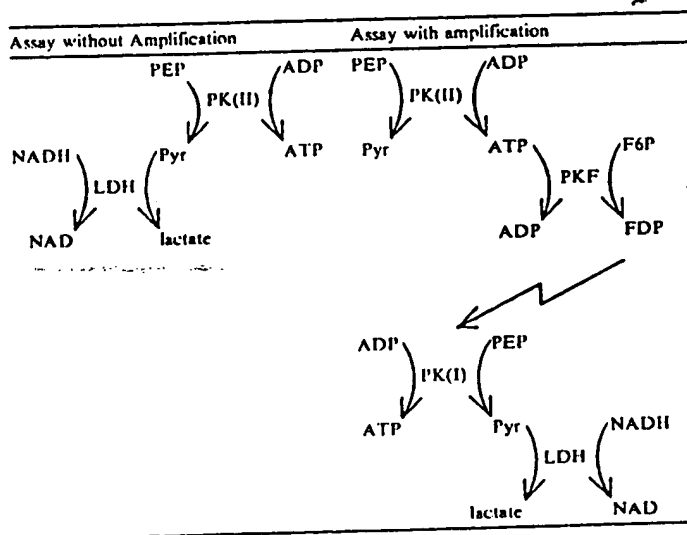 Assay without Amplification Assay with amplification
PEP ADP PEP ADP
PK(II) PK(II)
NADH Pyr ATP Pyr ATP F6P
LDH PKF
NAD lactate ADP FDP
ADP PEP
PK(I)
ATP Pyr NADH
LDH
lactate NAD